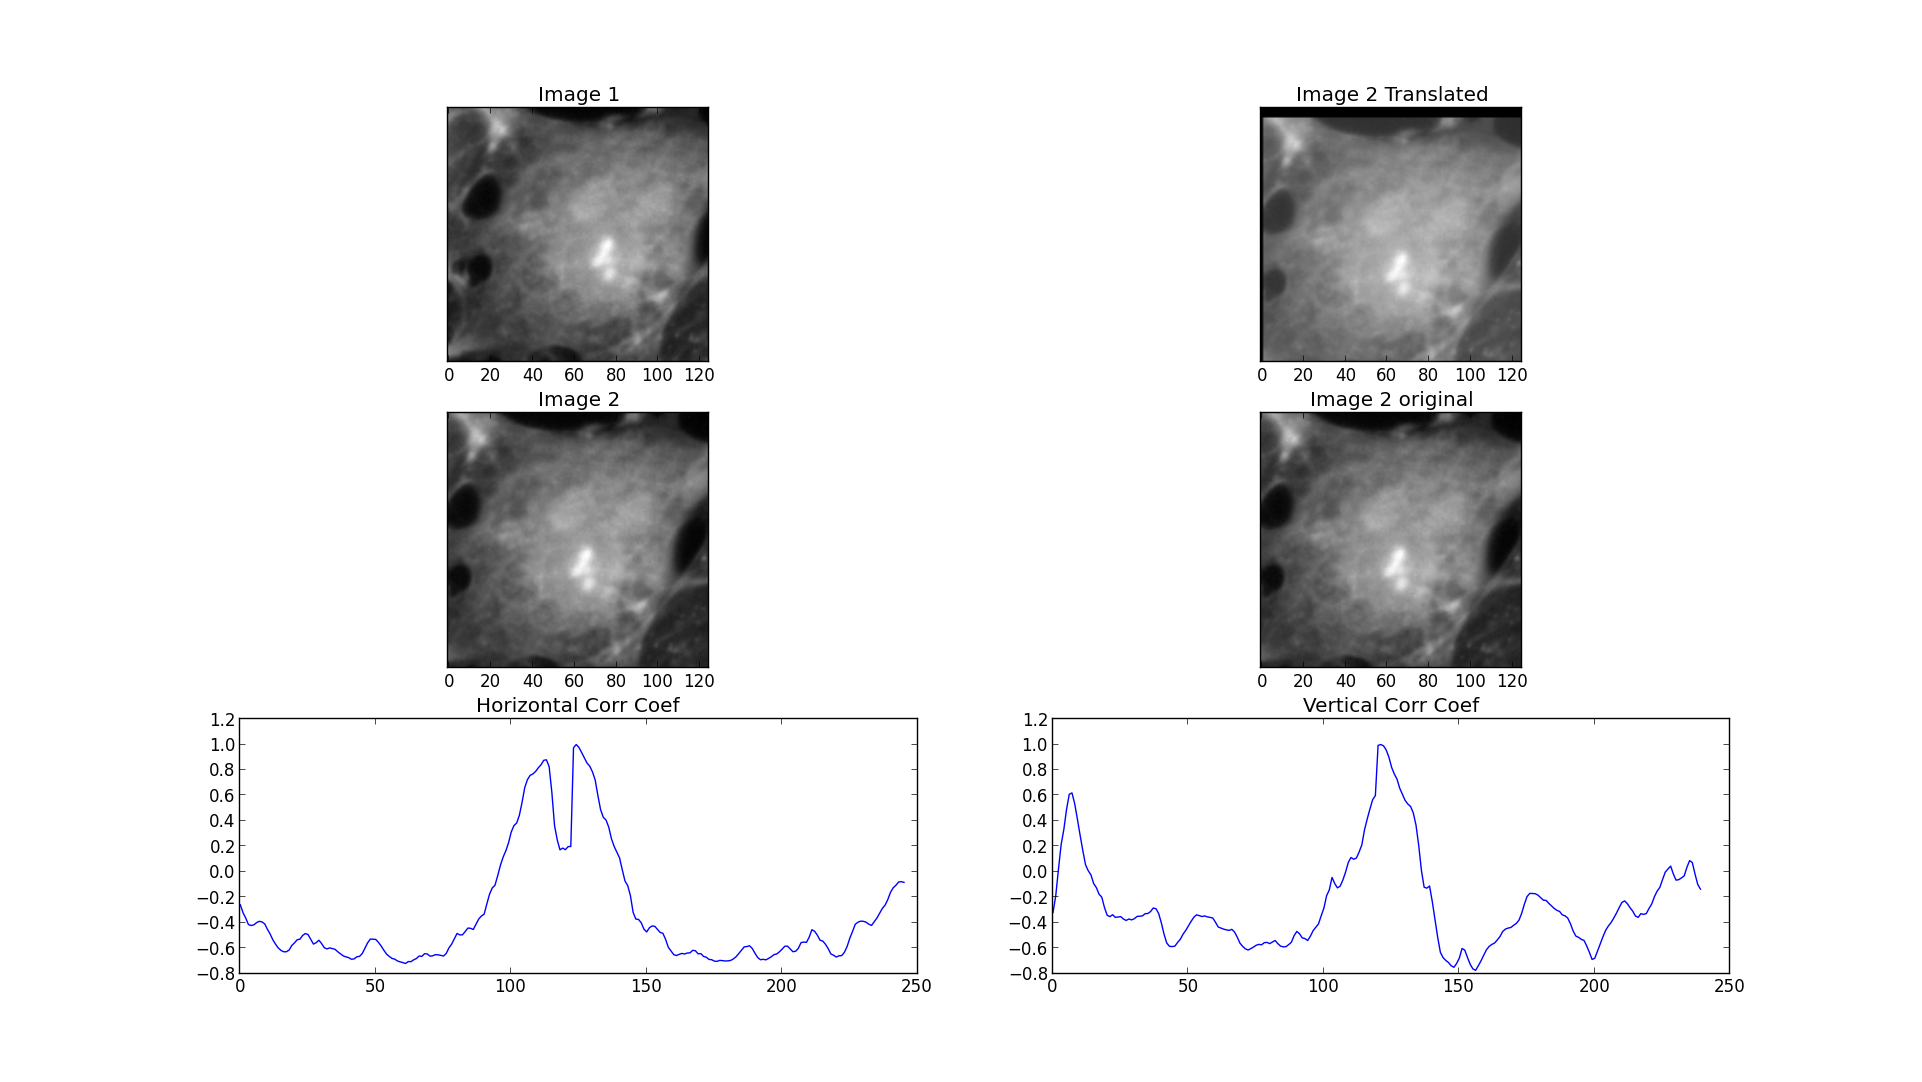 Image 1
0 20 40 60 80 100 120
Image 2 Translated
0 20 40 60 80 100 120
Image 2
0 20 40 60 80 100 120
Image 2 original
0 20 40 60 80 100 120
Horizontal Corr Coef
1.2
1.0
0.8
0.6
0.4
0.2
0.0
−0.2
−0.4
−0.6
−0.8
0 50 100 150 200 250
Vertical Corr Coef
1.2
1.0
0.8
0.6
0.4
0.2
0.0
−0.2
−0.4
−0.6
−0.8
0 50 100 150 200 250